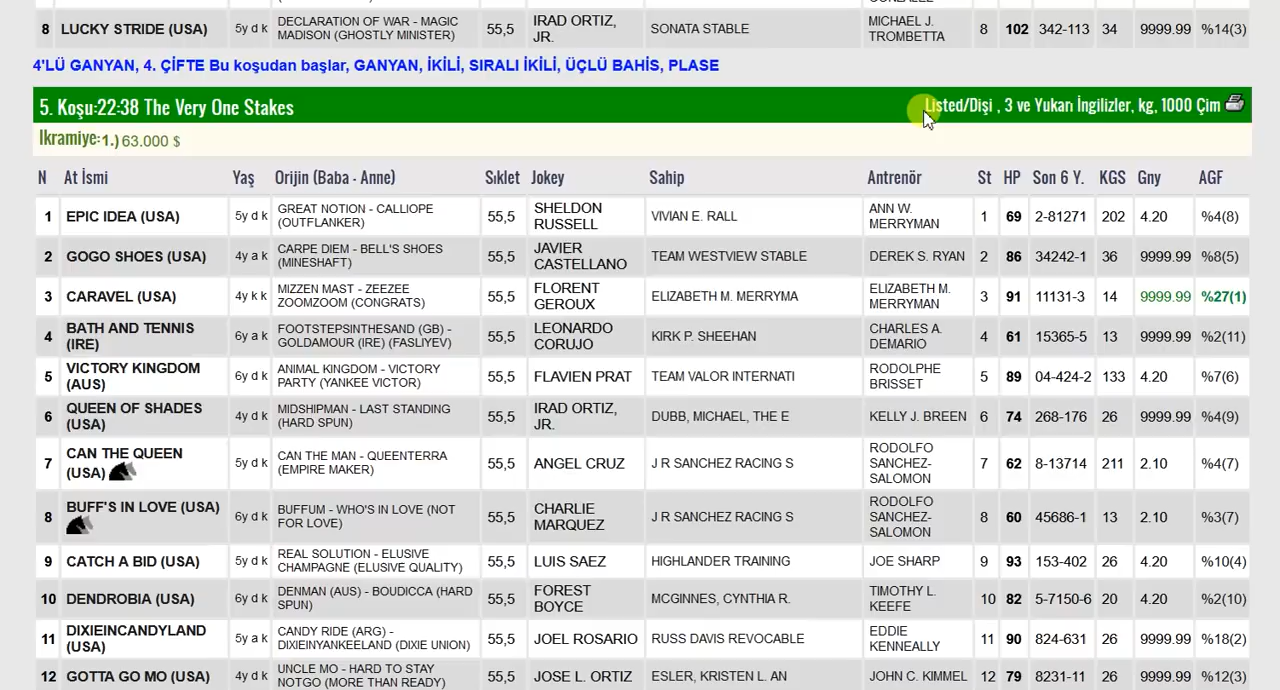 8 LUCKY STRIDE (USA) 5y d k DECLARATION OF WAR - MAGIC MADISON (GHOSTLY MINISTER) 55,5 IRAD ORTIZ, JR. SONATA STABLE MICHAEL J. TROMBETTA 8 102 342-113 34 9999.99 %14(3)
4'LÜ GANYAN, 4. ÇİFTE Bu koşudan başlar, GANYAN, İKİLİ, SIRALI İKİLİ, ÜÇLÜ BAHİS, PLASE
5. Koşu:22-38 The Very One Stakes Listed/Dişi , 3 ve Yukarı İngilizler, kg, 1000 Çim
İkramiye:1.) 63.000 $
N At İsmi Yaş Orijin (Baba - Anne) Sıklet Jokey Sahip Antrenör St HP Son 6 Y. KGS Gny AGF
1 EPIC IDEA (USA) 5y d k GREAT NOTION - CALLIOPE (OUTFLANKER) 55,5 SHELDON RUSSELL VIVIAN E. RALL ANN W. MERRYMAN 1 69 2-81271 202 4.20 %4(8)
2 GOGO SHOES (USA) 4y a k CARPE DIEM - BELL'S SHOES (MINESHAFT) 55,5 JAVIER CASTELLANO TEAM WESTVIEW STABLE DEREK S. RYAN 2 86 34242-1 36 9999.99 %8(5)
3 CARAVEL (USA) 4y k k MIZZEN MAST - ZEEZEE ZOOMZOOM (CONGRATS) 55,5 FLORENT GEROUX ELIZABETH M. MERRYMA ELIZABETH M. MERRYMAN 3 91 11131-3 14 9999.99 %27(1)
4 BATH AND TENNIS (IRE) 6y a k FOOTSTEPSINTHESAND (GB) - GOLDAMOUR (IRE) (FASLIYEV) 55,5 LEONARDO CORUJO KIRK P. SHEEHAN CHARLES A. DEMARIO 4 61 15365-5 13 9999.99 %2(11)
5 VICTORY KINGDOM (AUS) 6y d k ANIMAL KINGDOM - VICTORY PARTY (YANKEE VICTOR) 55,5 FLAVIEN PRAT TEAM VALOR INTERNATI RODOLPHE BRISSET 5 89 04-424-2 133 4.20 %7(6)
6 QUEEN OF SHADES (USA) 4y d k MIDSHIPMAN - LAST STANDING (HARD SPUN) 55,5 IRAD ORTIZ, JR. DUBB, MICHAEL, THE E KELLY J. BREEN 6 74 268-176 26 9999.99 %4(9)
7 CAN THE QUEEN (USA) 5y d k CAN THE MAN - QUEENTERRA (EMPIRE MAKER) 55,5 ANGEL CRUZ J R SANCHEZ RACING S RODOLFO SANCHEZ-SALOMON 7 62 8-13714 211 2.10 %4(7)
8 BUFF'S IN LOVE (USA) 6y d k BUFFUM - WHO'S IN LOVE (NOT FOR LOVE) 55,5 CHARLIE MARQUEZ J R SANCHEZ RACING S RODOLFO SANCHEZ-SALOMON 8 60 45686-1 13 2.10 %3(7)
9 CATCH A BID (USA) 5y d k REAL SOLUTION - ELUSIVE CHAMPAGNE (ELUSIVE QUALITY) 55,5 LUIS SAEZ HIGHLANDER TRAINING JOE SHARP 9 93 153-402 26 4.20 %10(4)
10 DENDROBIA (USA) 6y d k DENMAN (AUS) - BOUDICCA (HARD SPUN) 55,5 FOREST BOYCE MCGINNES, CYNTHIA R. TIMOTHY L. KEEFE 10 82 5-7150-6 20 4.20 %2(10)
11 DIXIEINCANDYLAND (USA) 5y a k CANDY RIDE (ARG) - DIXIEINYANKEELAND (DIXIE UNION) 55,5 JOEL ROSARIO RUSS DAVIS REVOCABLE EDDIE KENNEALLY 11 90 824-631 26 9999.99 %18(2)
12 GOTTA GO MO (USA) 4y d k UNCLE MO - HARD TO STAY NOTGO (MORE THAN READY) 55,5 JOSE L. ORTIZ ESLER, KRISTEN L. AN JOHN C. KIMMEL 12 79 8231-11 26 9999.99 %12(3)